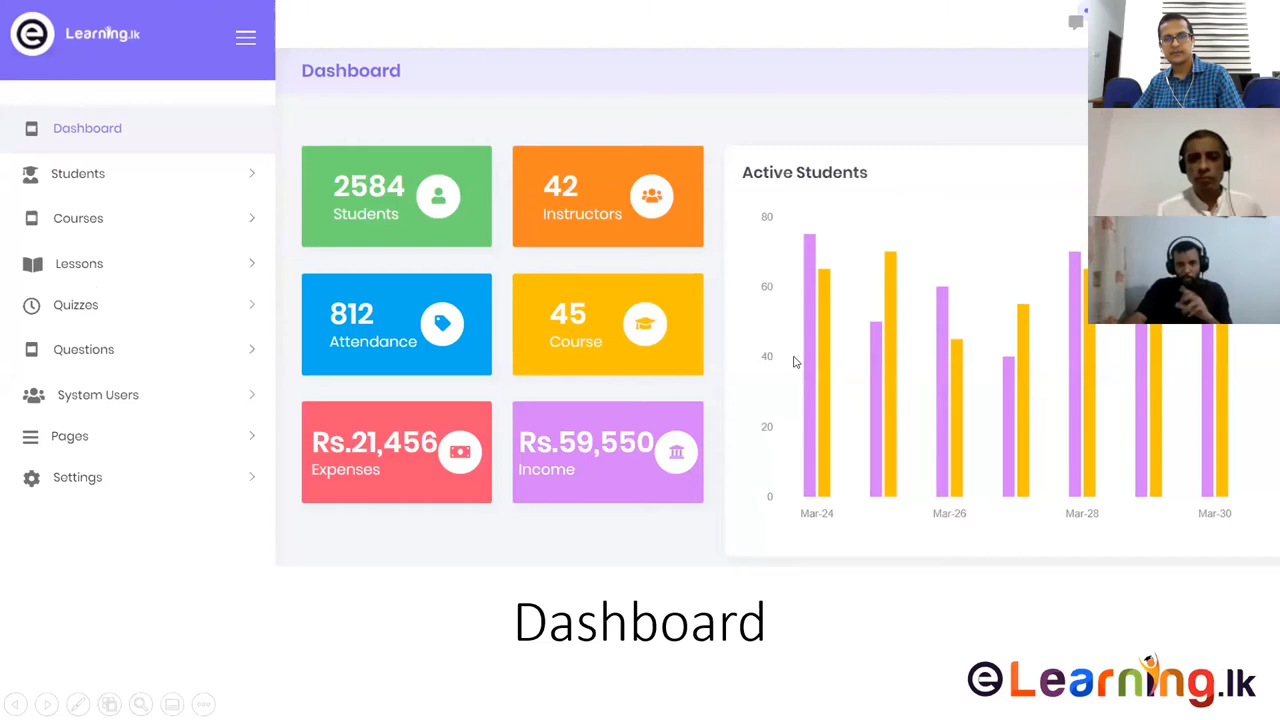 e Learning.lk
Dashboard
Dashboard
Students
Courses
Lessons
Quizzes
Questions
System Users
Pages
Settings
2584
Students
42
Instructors
812
Attendance
45
Course
Rs.21,456
Expenses
Rs.59,550
Income
Active Students
80
60
40
20
0
Mar-24
Mar-26
Mar-28
Mar-30
Dashboard
eLearning.lk